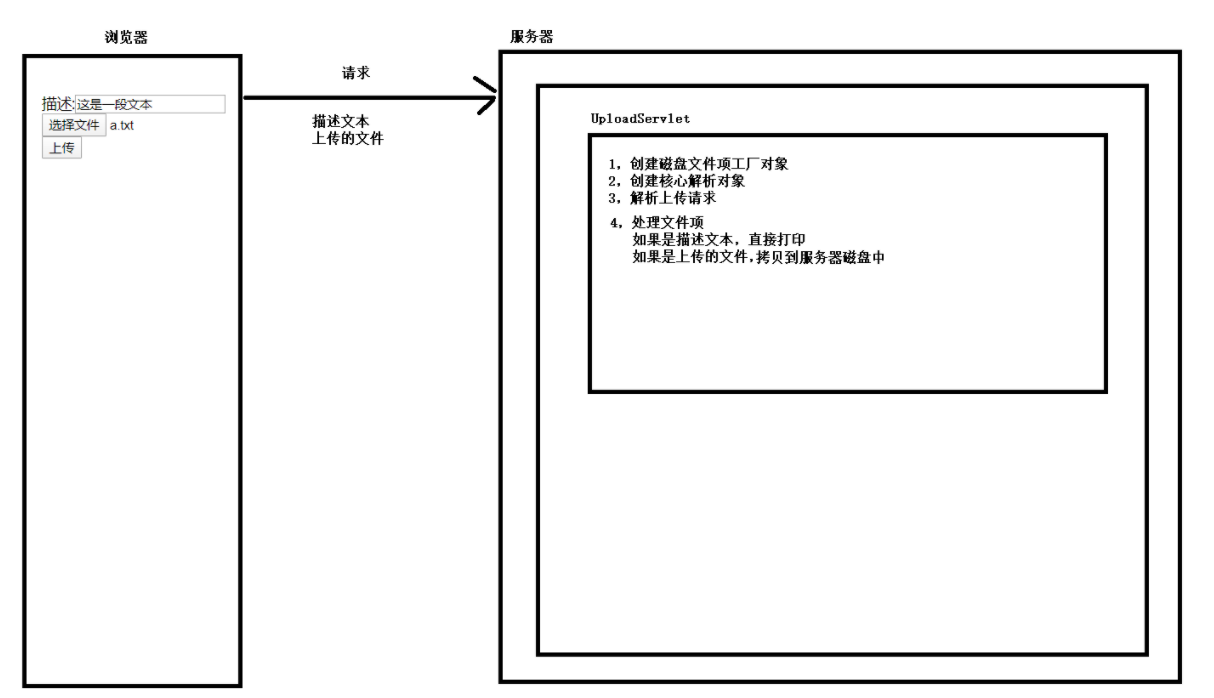 浏览器
描述:这是一段文本
选择文件 a.txt
上传
请求
描述文本
上传的文件
服务器
UploadServlet
1，创建磁盘文件项工厂对象
2，创建核心解析对象
3，解析上传请求
4，处理文件项
如果是描述文本，直接打印
如果是上传的文件，拷贝到服务器磁盘中